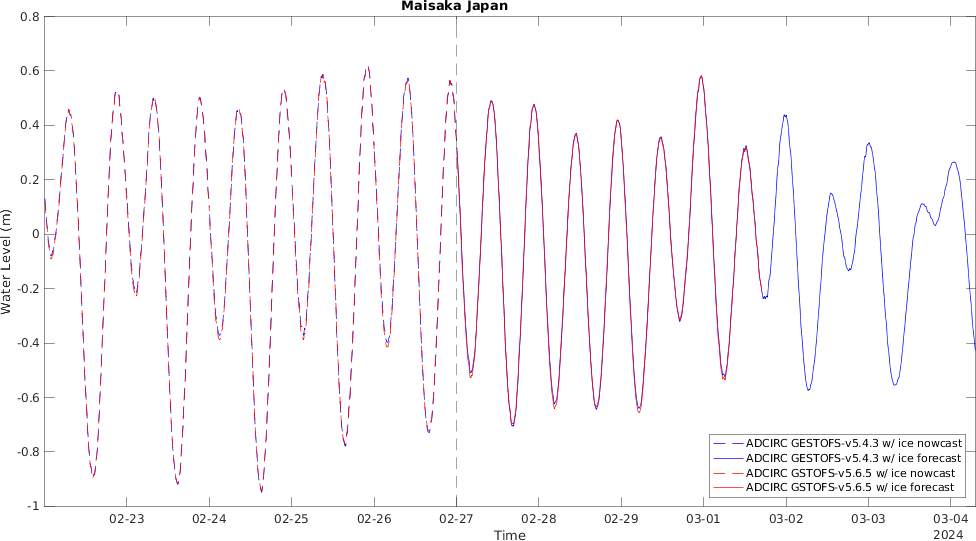 Maisaka Japan
0.8
0.6
0.4
0.2
0
-0.2
-0.4
-0.6
-0.8
-1
Water Level (m)
02-23 02-24 02-25 02-26 02-27 02-28 02-29 03-01 03-02 03-03 03-04
2024
Time
ADCIRC GESTOFS-v5.4.3 w/ ice nowcast
ADCIRC GESTOFS-v5.4.3 w/ ice forecast
ADCIRC GSTOFS-v5.6.5 w/ ice nowcast
ADCIRC GSTOFS-v5.6.5 w/ ice forecast